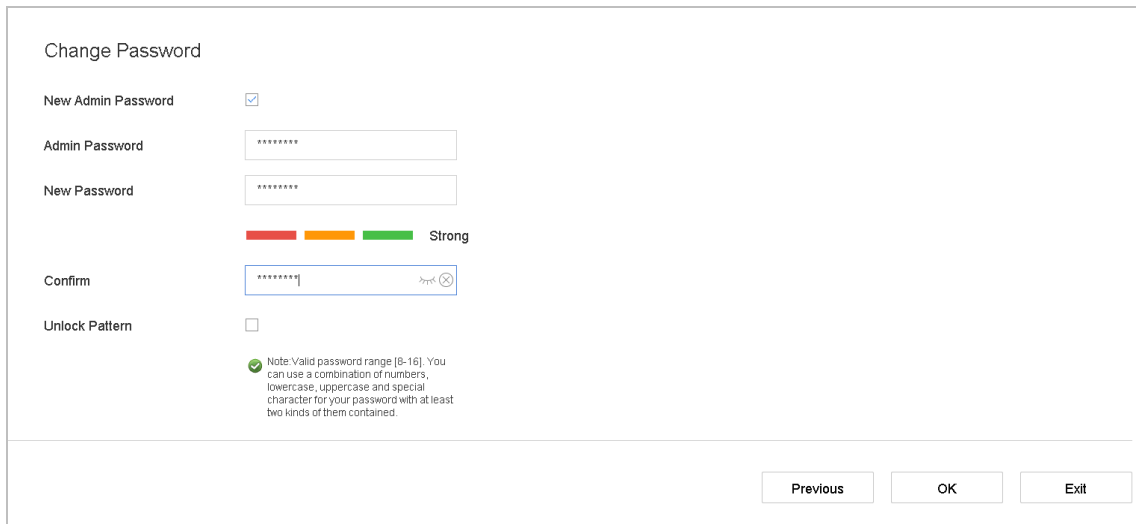 Change Password
New Admin Password
Admin Password ********
New Password ********
Strong
Confirm ********
Unlock Pattern
Note:Valid password range [8-16]. You
can use a combination of numbers,
lowercase, uppercase and special
character for your password with at least
two kinds of them contained.
Previous OK Exit